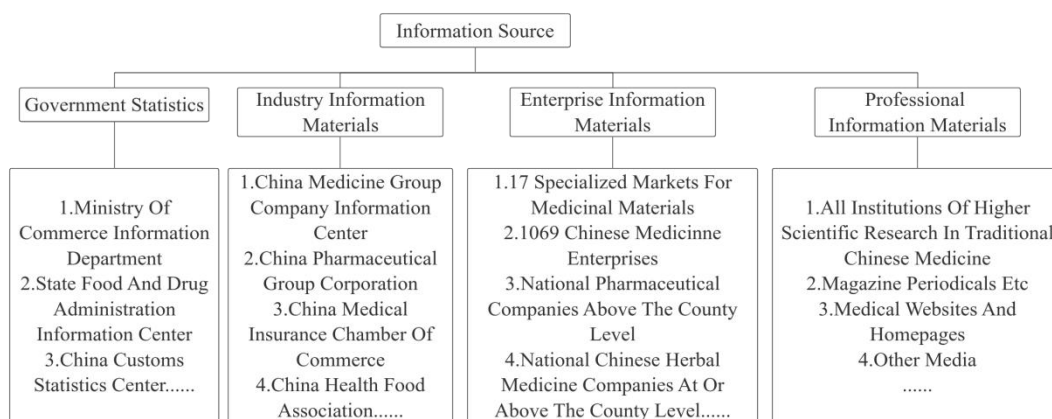 Information Source
Government Statistics
Industry Information
Materials
Enterprise Information
Materials
Professional
Information Materials
1.Ministry Of
Commerce Information
Department
2.State Food And Drug
Administration
Information Center
3.China Customs
Statistics Center......
1.China Medicine Group
Company Information
Center
2.China Pharmaceutical
Group Corporation
3.China Medical
Insurance Chamber Of
Commerce
4.China Health Food
Association......
1.17 Specialized Markets For
Medicinal Materials
2.1069 Chinese Medicinne
Enterprises
3.National Pharmaceutical
Companies Above The County
Level
4.National Chinese Herbal
Medicine Companies At Or
Above The County Level......
1.All Institutions Of Higher
Scientific Research In Traditional
Chinese Medicine
2.Magazine Periodicals Etc
3.Medical Websites And
Homepages
4.Other Media
......